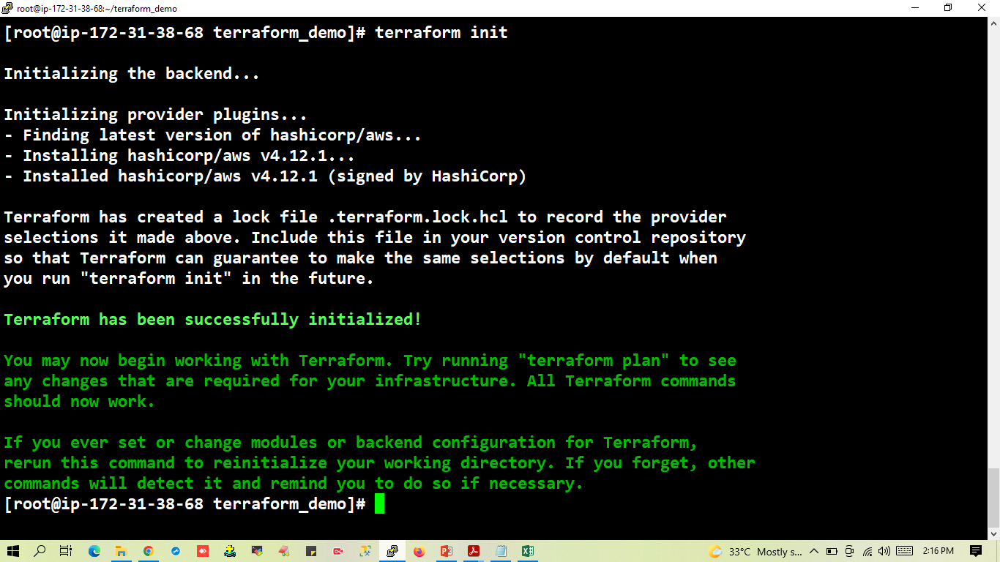 root@ip-172-31-38-68:~/terraform_demo
[root@ip-172-31-38-68 terraform_demo]# terraform init
Initializing the backend...
Initializing provider plugins...
- Finding latest version of hashicorp/aws...
- Installing hashicorp/aws v4.12.1...
- Installed hashicorp/aws v4.12.1 (signed by HashiCorp)
Terraform has created a lock file .terraform.lock.hcl to record the provider
selections it made above. Include this file in your version control repository
so that Terraform can guarantee to make the same selections by default when
you run "terraform init" in the future.
Terraform has been successfully initialized!
You may now begin working with Terraform. Try running "terraform plan" to see
any changes that are required for your infrastructure. All Terraform commands
should now work.
If you ever set or change modules or backend configuration for Terraform,
rerun this command to reinitialize your working directory. If you forget, other
commands will detect it and remind you to do so if necessary.
[root@ip-172-31-38-68 terraform_demo]#
33°C Mostly s... 2:16 PM